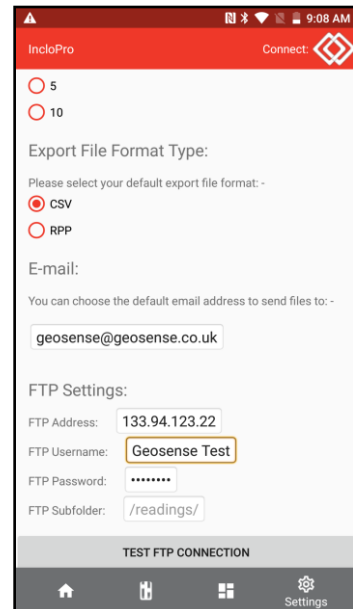 9:08 AM
IncloPro Connect:
5
10
Export File Format Type:
Please select your default export file format: -
CSV
RPP
E-mail:
You can choose the default email address to send files to: -
geosense@geosense.co.uk
FTP Settings:
FTP Address: 133.94.123.22
FTP Username: Geosense Test
FTP Password: ••••••••
FTP Subfolder: /readings/
TEST FTP CONNECTION
Settings